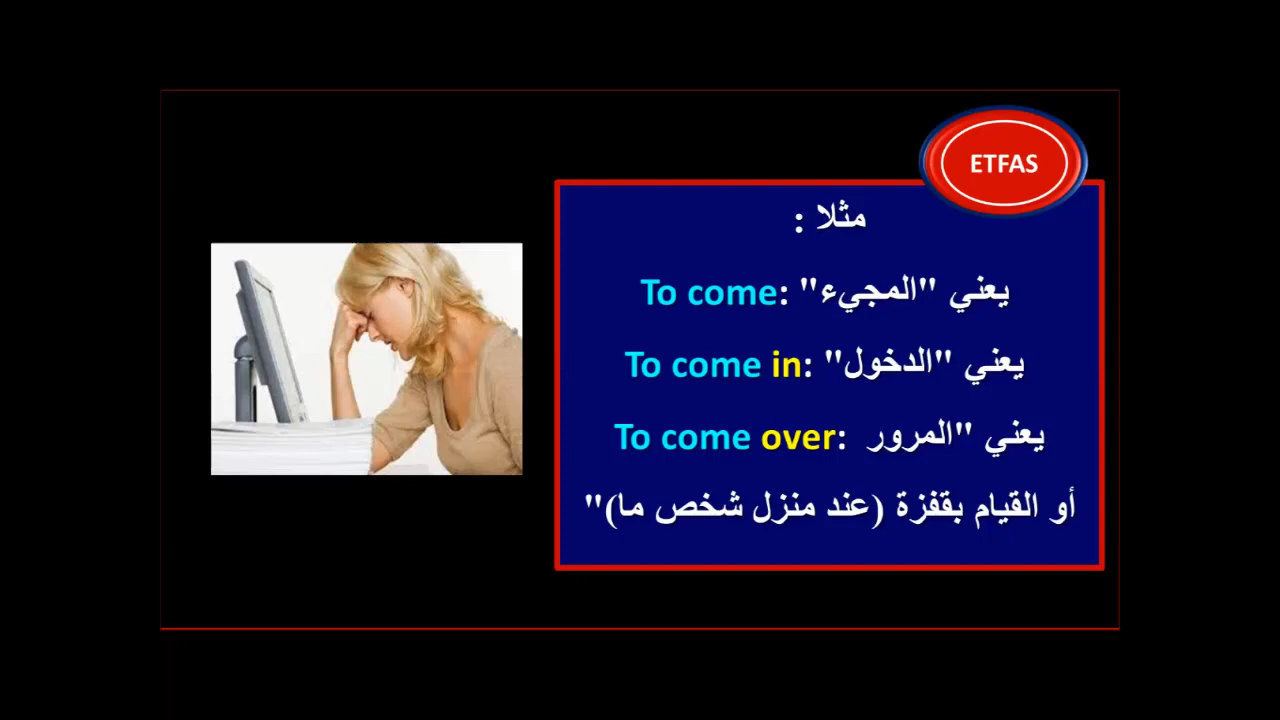 ETFAS
مثلا :
To come: يعني "المجيء"
To come in: يعني "الدخول"
To come over: يعني "المرور
أو القيام بقفزة (عند منزل شخص ما)"